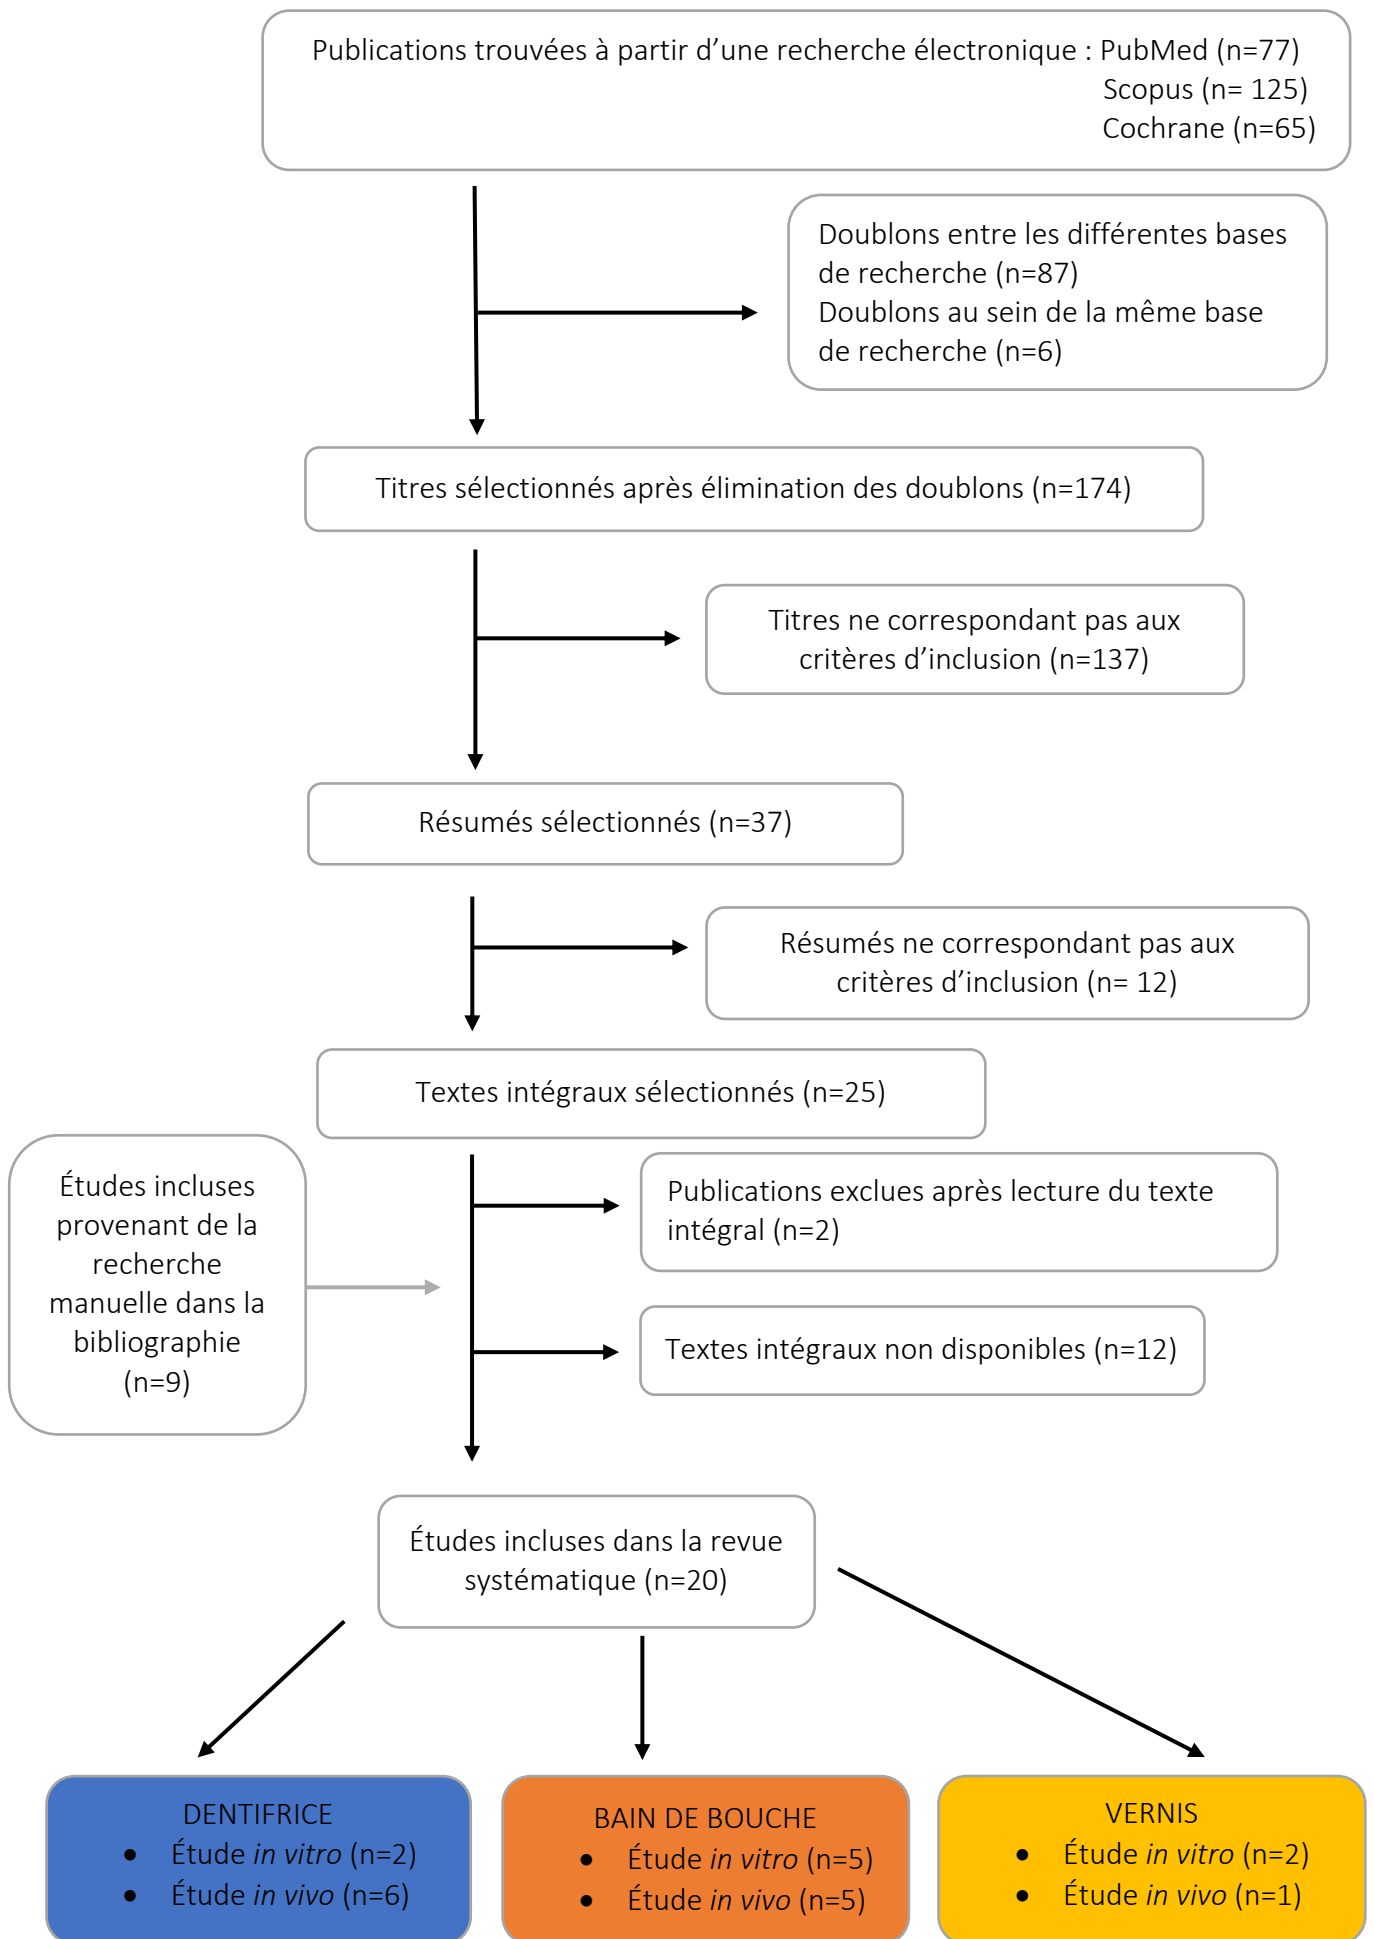 Publications trouvées à partir d’une recherche électronique : PubMed (n=77)
Scopus (n= 125)
Cochrane (n=65)
Doublons entre les différentes bases
de recherche (n=87)
Doublons au sein de la même base
de recherche (n=6)
Titres sélectionnés après élimination des doublons (n=174)
Titres ne correspondant pas aux
critères d’inclusion (n=137)
Résumés sélectionnés (n=37)
Résumés ne correspondant pas aux
critères d’inclusion (n= 12)
Textes intégraux sélectionnés (n=25)
Études incluses
provenant de la
recherche
manuelle dans la
bibliographie
(n=9)
Publications exclues après lecture du texte
intégral (n=2)
Textes intégraux non disponibles (n=12)
Études incluses dans la revue
systématique (n=20)
DENTIFRICE
• Étude in vitro (n=2)
• Étude in vivo (n=6)
BAIN DE BOUCHE
• Étude in vitro (n=5)
• Étude in vivo (n=5)
VERNIS
• Étude in vitro (n=2)
• Étude in vivo (n=1)